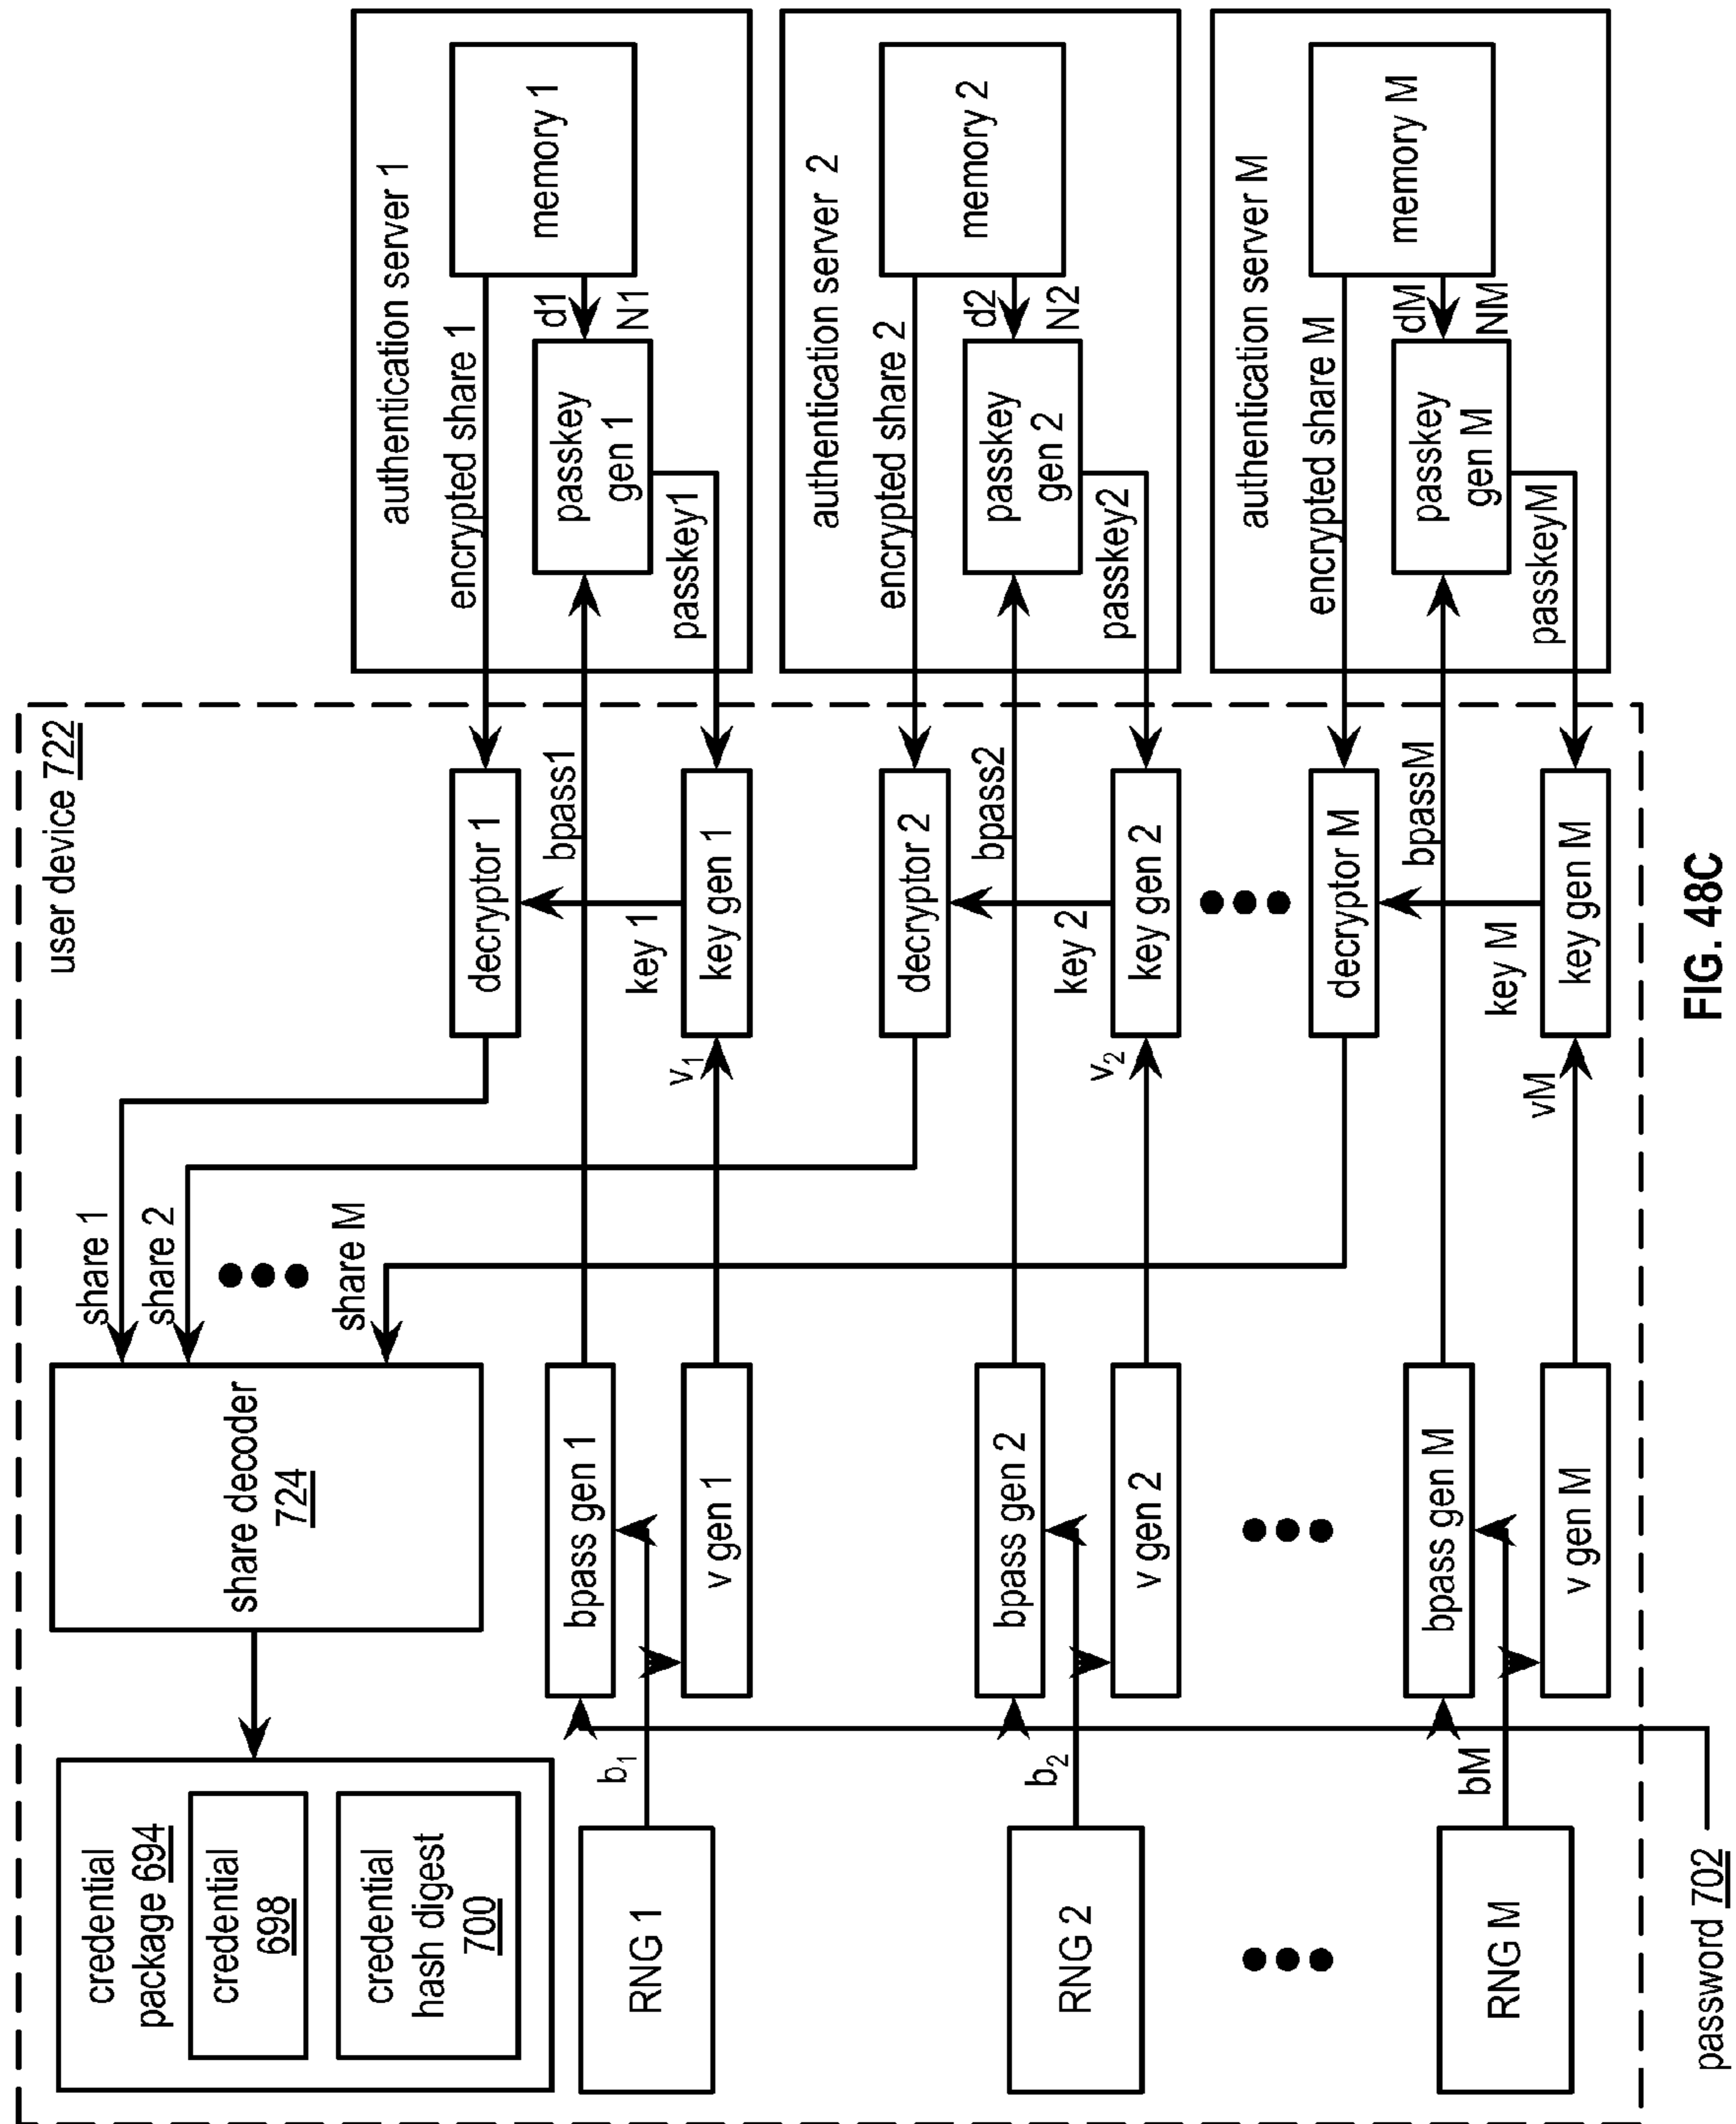 user device 722
credential
package 694
credential
698
credential
hash digest
700
share decoder
724
share 1
share 2
share M
RNG 1
b1
bpass gen 1
v gen 1
v1
decryptor 1
key 1
key gen 1
bpass1
authentication server 1
encrypted share 1
memory 1
d1
N1
passkey
gen 1
passkey1
RNG 2
b2
bpass gen 2
v gen 2
v2
decryptor 2
key 2
key gen 2
bpass2
authentication server 2
encrypted share 2
memory 2
d2
N2
passkey
gen 2
passkey2
RNG M
bM
bpass gen M
v gen M
vM
decryptor M
key M
key gen M
bpassM
authentication server M
encrypted share M
memory M
dM
NM
passkey
gen M
passkeyM
password 702
FIG. 48C